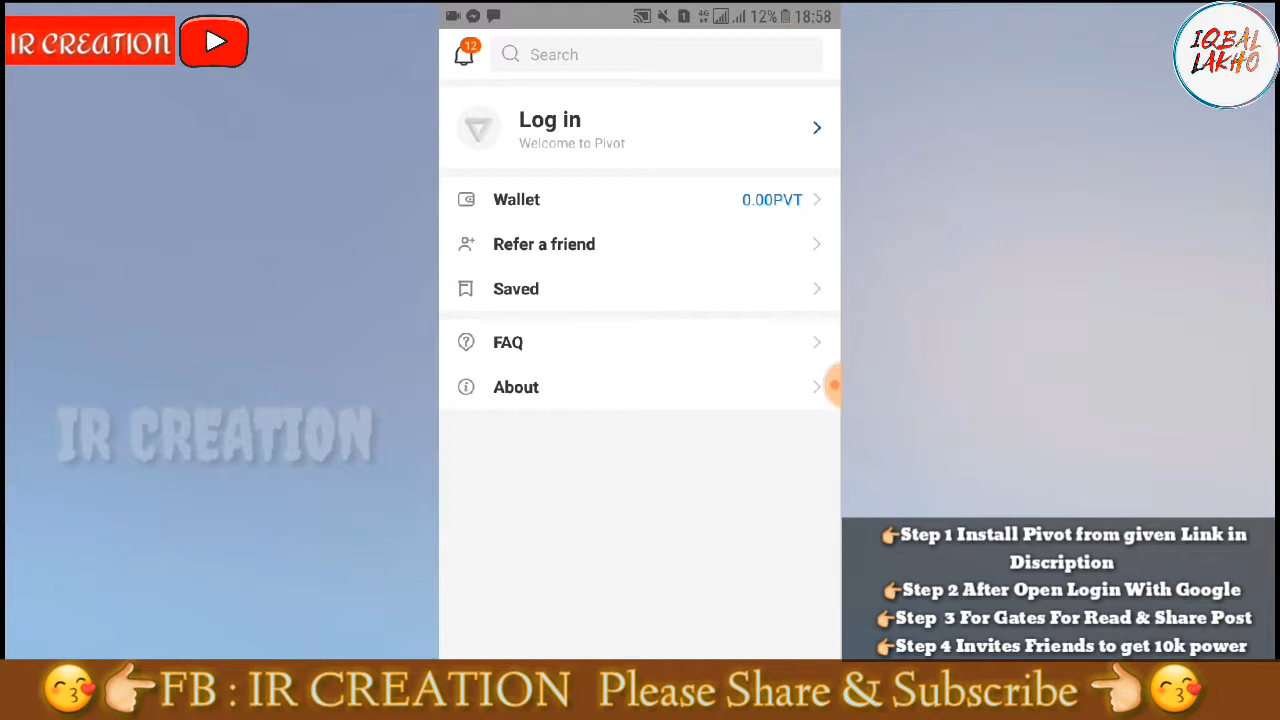 IR CREATION
4G 12% 18:58
12
Search
IQBAL
LAKHO
Log in
Welcome to Pivot
Wallet 0.00PVT
Refer a friend
Saved
FAQ
About
IR CREATION
👉Step 1 Install Pivot from given Link in
Discription
👉Step 2 After Open Login With Google
👉Step 3 For Gates For Read & Share Post
👉Step 4 Invites Friends to get 10k power
FB : IR CREATION Please Share & Subscribe